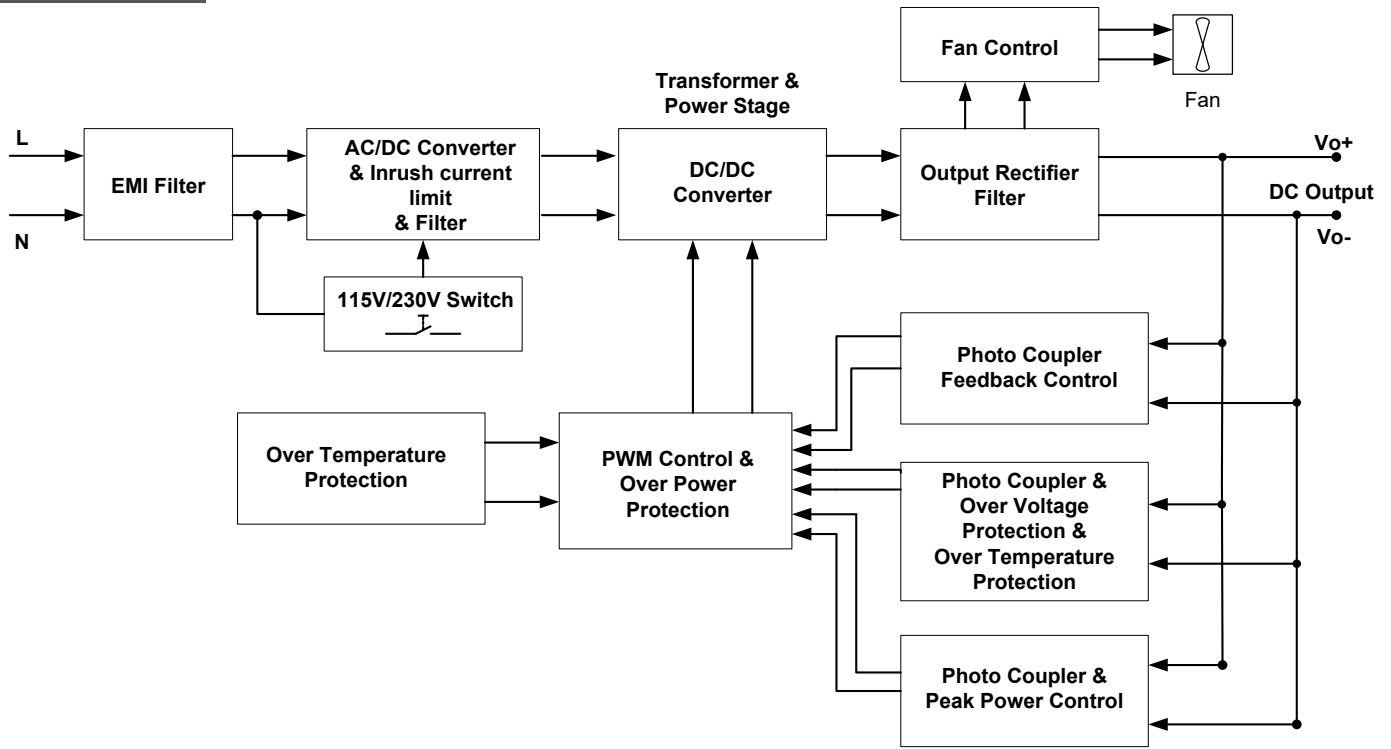 Fan Control
Fan
Transformer &
Power Stage
L
N
EMI Filter
AC/DC Converter
& Inrush current
limit
& Filter
DC/DC
Converter
Output Rectifier
Filter
Vo+
DC Output
Vo-
115V/230V Switch
Photo Coupler
Feedback Control
Over Temperature
Protection
PWM Control &
Over Power
Protection
Photo Coupler &
Over Voltage
Protection &
Over Temperature
Protection
Photo Coupler &
Peak Power Control